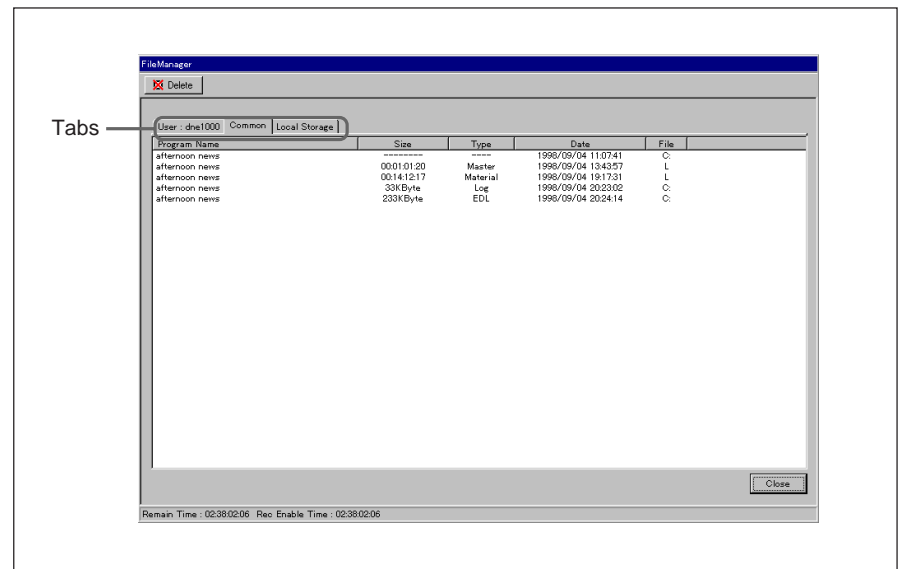 FileManager
Delete
Tabs
User : dne1000 Common Local Storage
Program Name Size Type Date File
afternoon news -------- ---- 1998/09/04 11:07:41 C:
afternoon news 00:01:01:20 Master 1998/09/04 13:43:57 L
afternoon news 00:14:12:17 Material 1998/09/04 19:17:31 L
afternoon news 33KByte Log 1998/09/04 20:23:02 C:
afternoon news 233KByte EDL 1998/09/04 20:24:14 C:
Close
Remain Time : 02:38:02:06 Rec Enable Time : 02:38:02:06